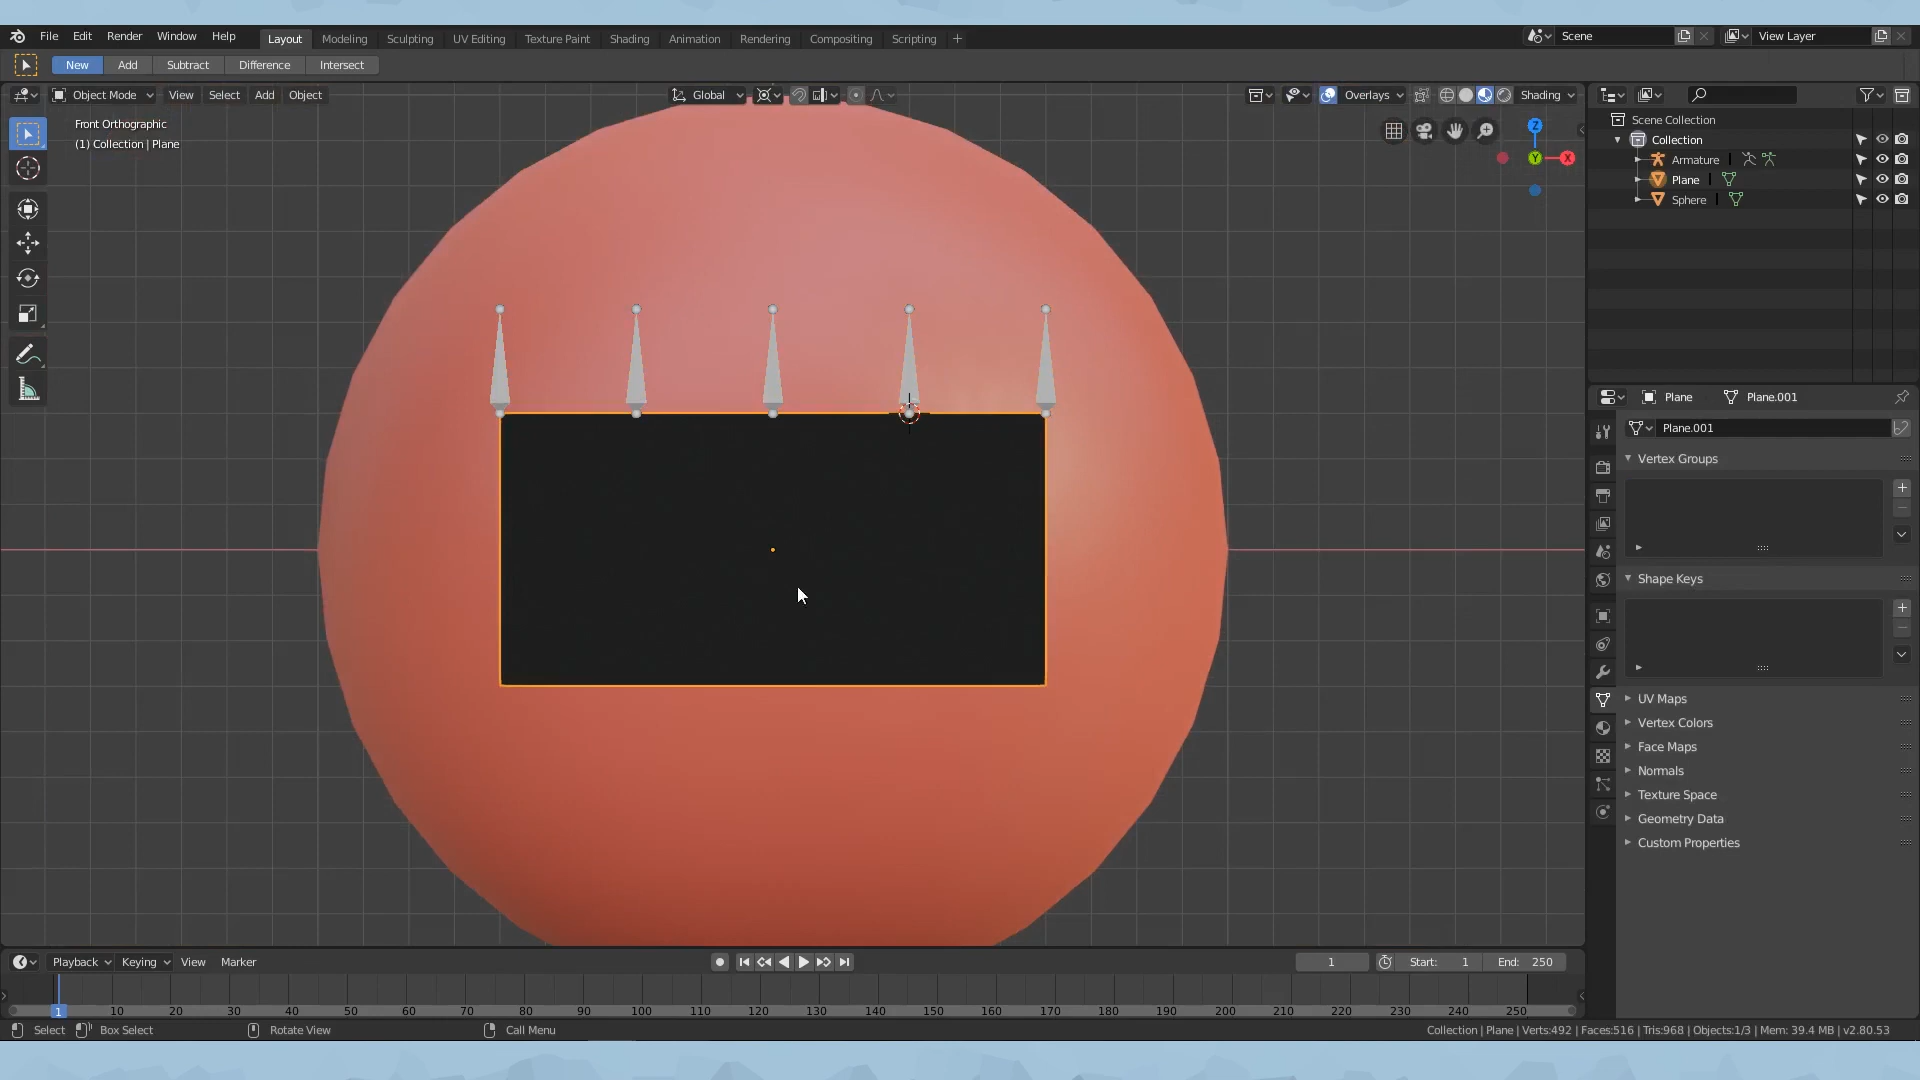 File Edit Render Window Help Layout Modeling Sculpting UV Editing Texture Paint Shading Animation Rendering Compositing Scripting + Scene View Layer
New Add Subtract Difference Intersect
Object Mode View Select Add Object Global Overlays Shading
Front Orthographic
(1) Collection | Plane
Z
Y
X
Scene Collection
Collection
Armature
Plane
Sphere
Plane Plane.001
Plane.001
Vertex Groups
Shape Keys
UV Maps
Vertex Colors
Face Maps
Normals
Texture Space
Geometry Data
Custom Properties
Playback Keying View Marker 1 Start: 1 End: 250
1 10 20 30 40 50 60 70 80 90 100 110 120 130 140 150 160 170 180 190 200 210 220 230 240 250
Select Box Select Rotate View Call Menu Collection | Plane | Verts:492 | Faces:516 | Tris:968 | Objects:1/3 | Mem: 39.4 MB | v2.80.53